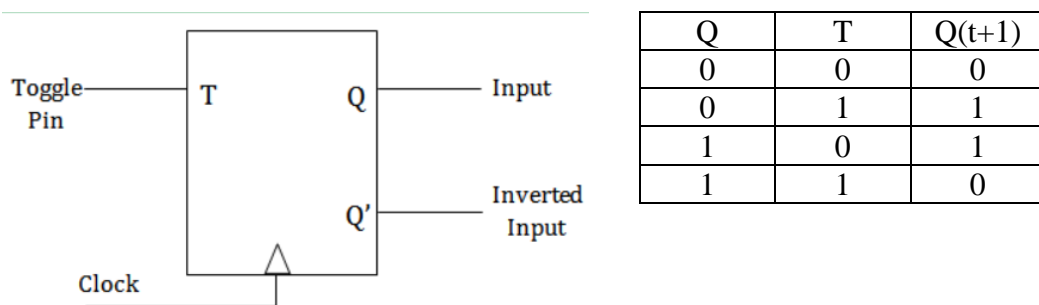 Toggle
Pin
T
Q
Input
Q’
Inverted
Input
Clock
Q T Q(t+1)
0 0 0
0 1 1
1 0 1
1 1 0